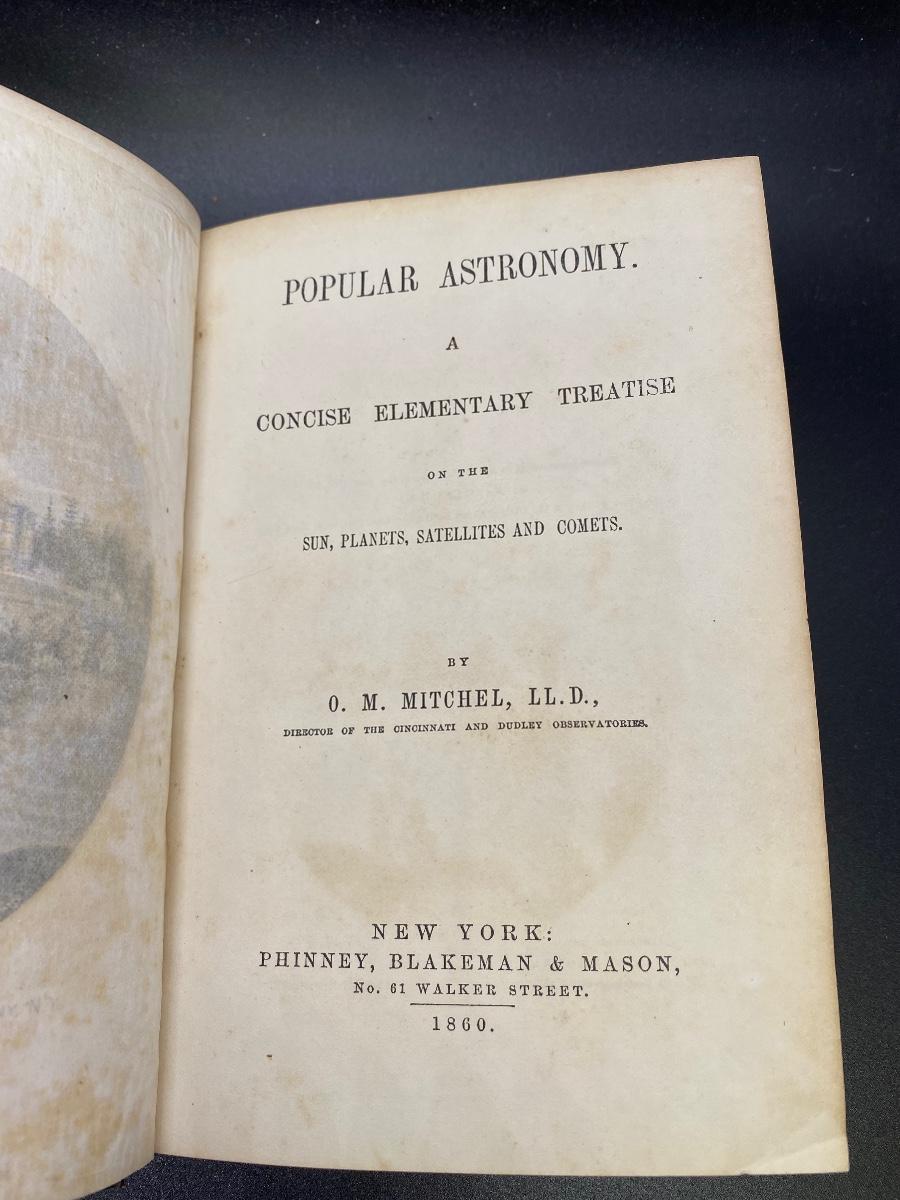 POPULAR ASTRONOMY.
A
CONCISE ELEMENTARY TREATISE
ON THE
SUN, PLANETS, SATELLITES AND COMETS.
BY
O. M. MITCHEL, LL.D.,
DIRECTOR OF THE CINCINNATI AND DUDLEY OBSERVATORIES.
NEW YORK:
PHINNEY, BLAKEMAN & MASON,
No. 61 WALKER STREET.
1860.